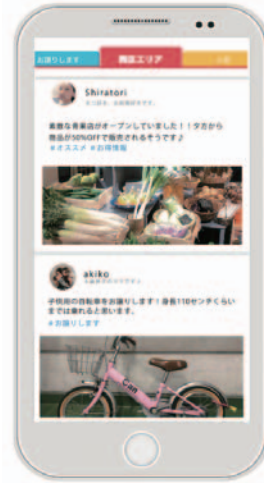 お譲りします
商店エリア
Shiratori
素敵な青果店がオープンしていました！！夕方から
商品が50%OFFで販売されるそうです♪
#オススメ #お得情報
akiko
子供用の自転車をお譲りします！身長110センチくらい
までは乗れると思います。
#お譲りします